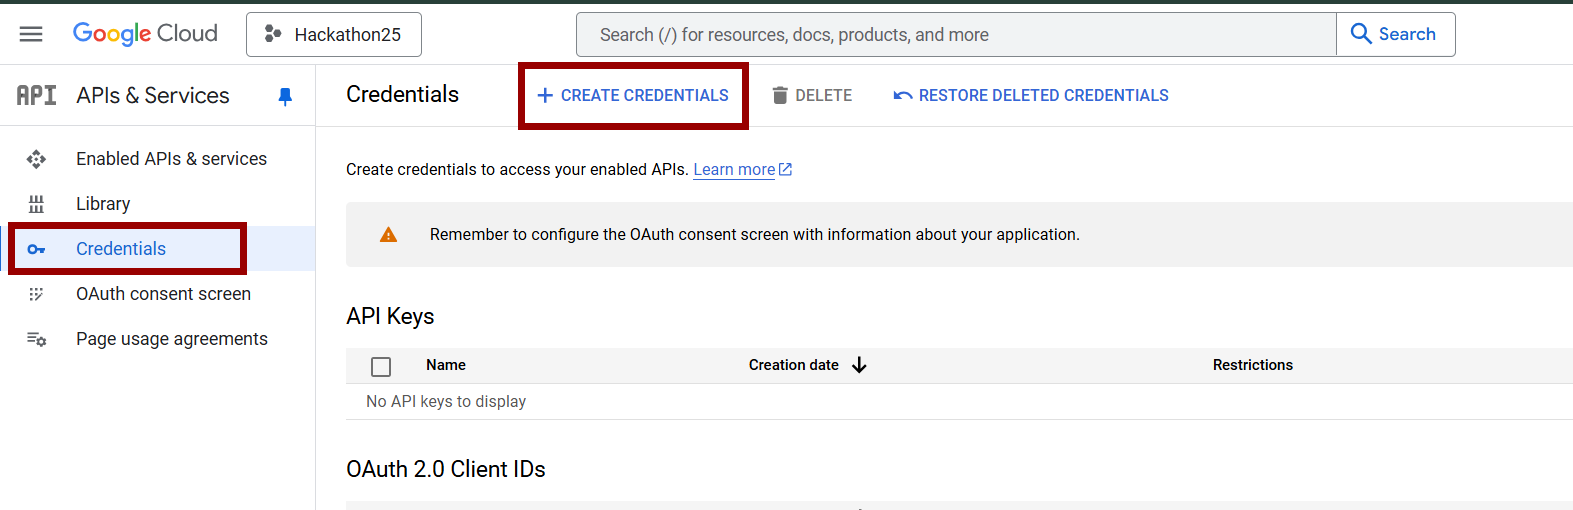 Google Cloud
Hackathon25
Search (/) for resources, docs, products, and more
Search
API APIs & Services
Enabled APIs & services
Library
Credentials
OAuth consent screen
Page usage agreements
Credentials
+ CREATE CREDENTIALS
DELETE
RESTORE DELETED CREDENTIALS
Create credentials to access your enabled APIs. Learn more
Remember to configure the OAuth consent screen with information about your application.
API Keys
Name Creation date Restrictions
No API keys to display
OAuth 2.0 Client IDs